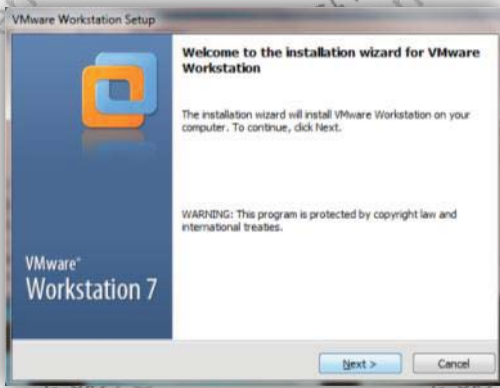 VMware Workstation Setup
Welcome to the installation wizard for VMware
Workstation
The installation wizard will install VMware Workstation on your
computer. To continue, click Next.
WARNING: This program is protected by copyright law and
international treaties.
VMware®
Workstation 7
Next >
Cancel